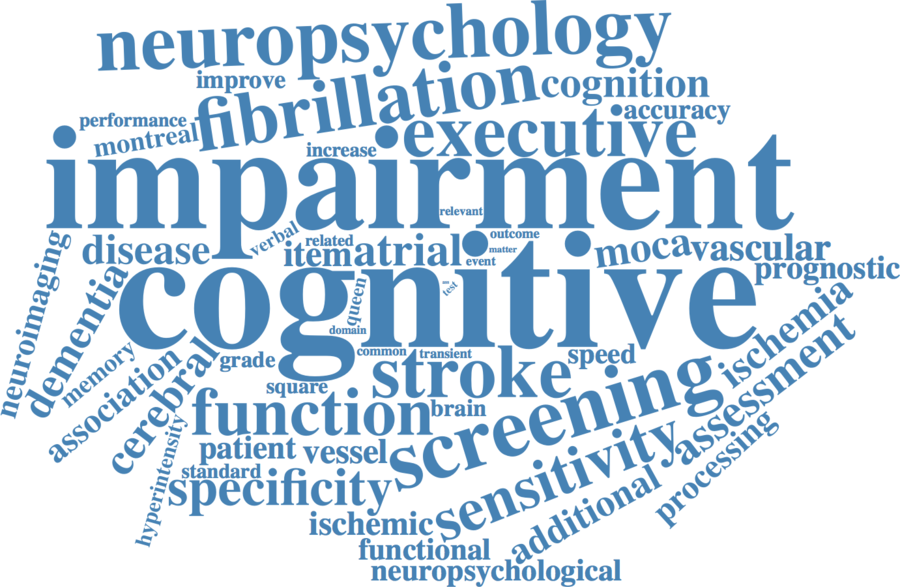 neuropsychology
improve
fibrillation
cognition
performance
accuracy
montreal
executive
increase
impairment
relevant
verbal
outcome
disease
related
item
atrial
matter
event
moca
vascular
prognostic
neuroimaging
dementia
cognitive
test
queen
domain
ischemia
memory
association
cerebral
grade
common
transient
speed
square
stroke
screening
assessment
function
brain
hyperintensity
patient
vessel
standard
specificity
sensitivity
processing
additional
ischemic
functional
neuropsychological